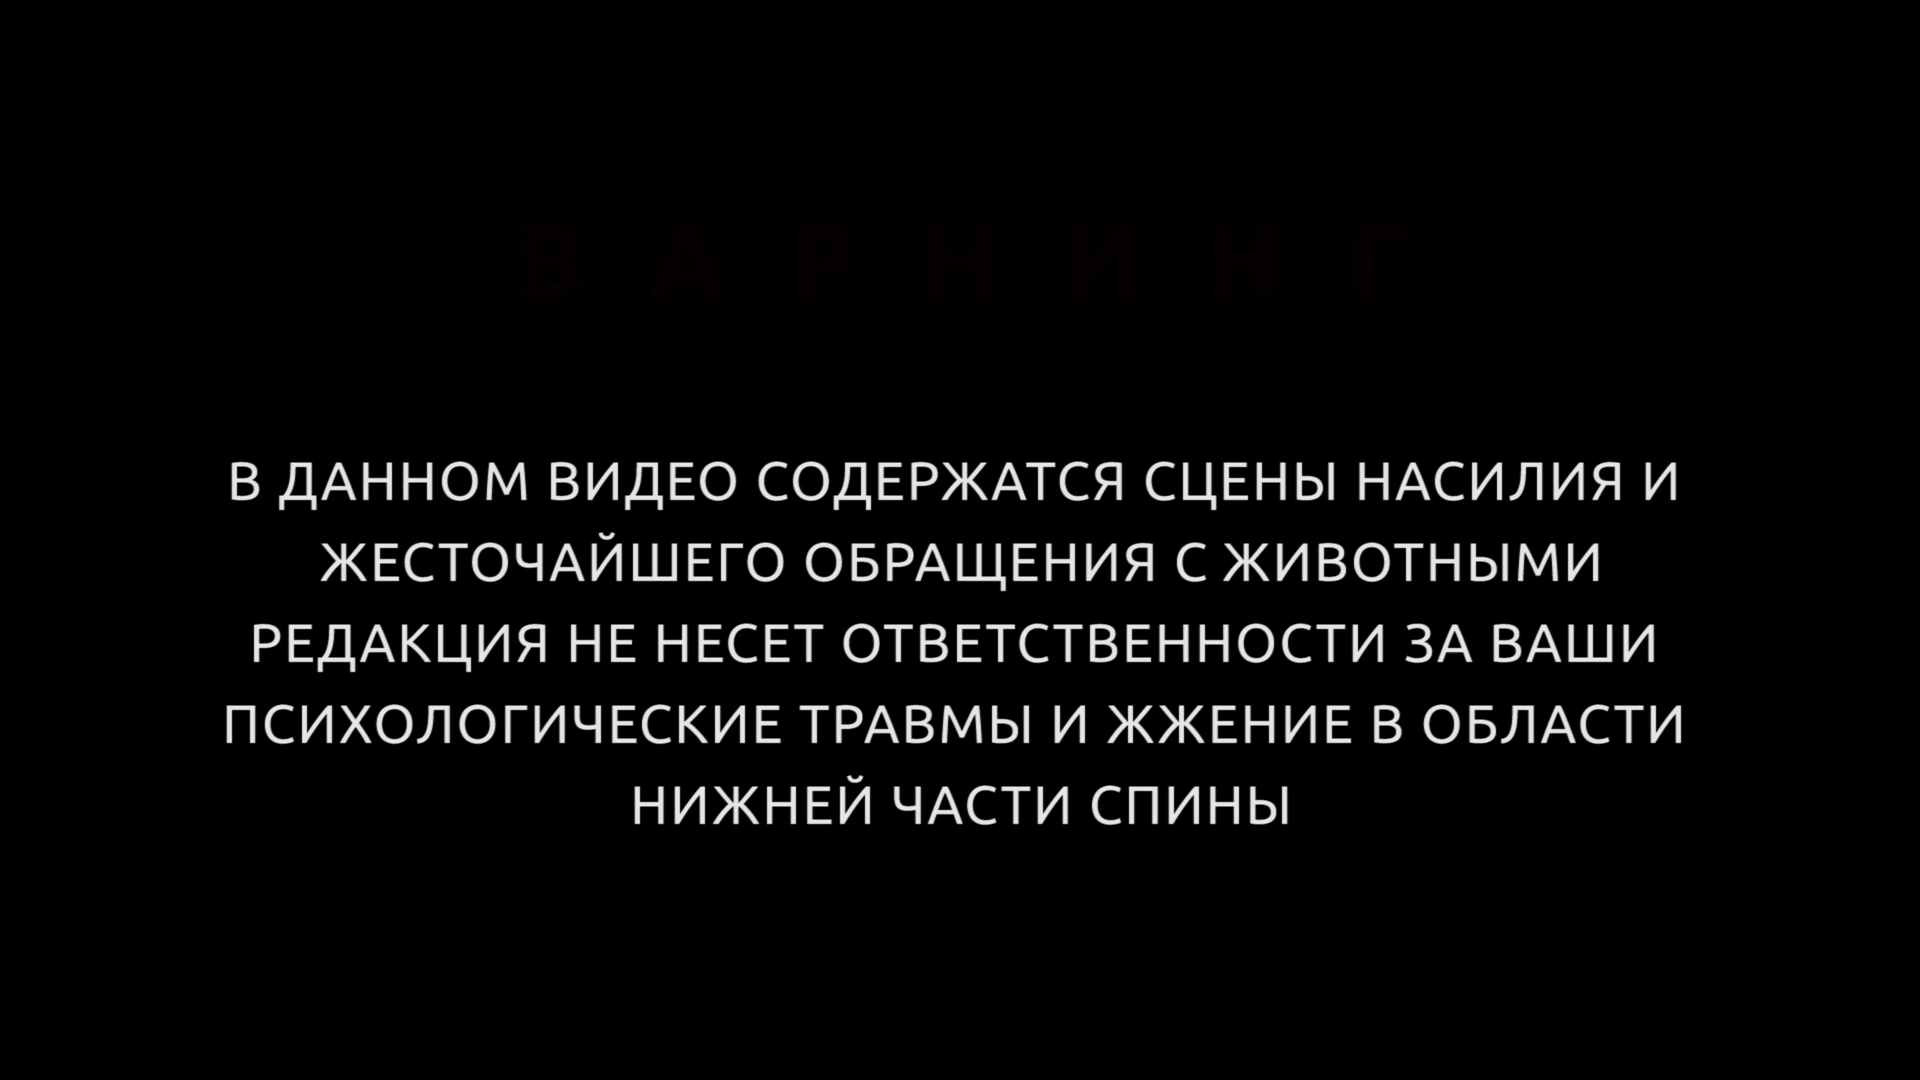 ВАРНИНГ
В ДАННОМ ВИДЕО СОДЕРЖАТСЯ СЦЕНЫ НАСИЛИЯ И
ЖЕСТОЧАЙШЕГО ОБРАЩЕНИЯ С ЖИВОТНЫМИ
РЕДАКЦИЯ НЕ НЕСЕТ ОТВЕТСТВЕННОСТИ ЗА ВАШИ
ПСИХОЛОГИЧЕСКИЕ ТРАВМЫ И ЖЖЕНИЕ В ОБЛАСТИ
НИЖНЕЙ ЧАСТИ СПИНЫ